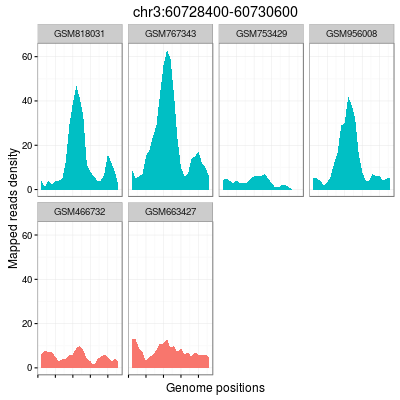 chr3:60728400-60730600
GSM818031 GSM767343 GSM753429 GSM956008
60
40
20
0
GSM466732 GSM663427
60
40
20
0
Mapped reads density
Genome positions